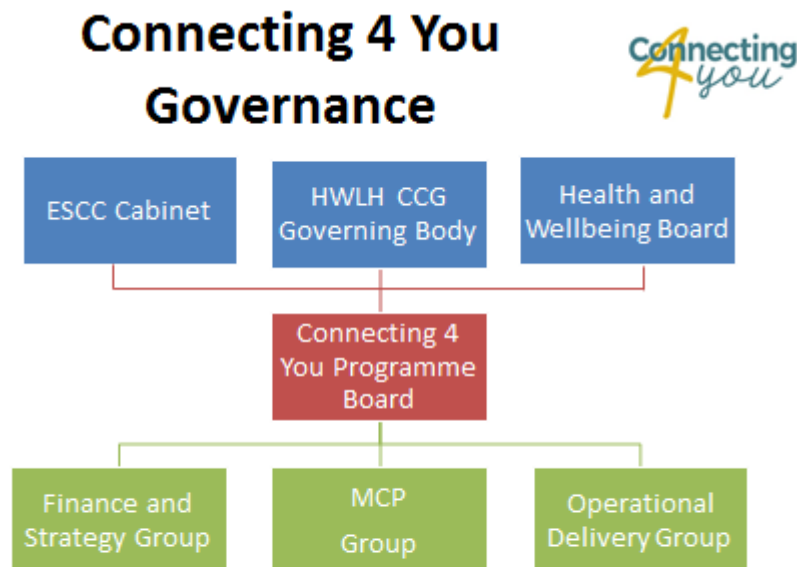 Connecting 4 You
Governance
Connecting
4
you
ESCC Cabinet
HWLH CCG
Governing Body
Health and
Wellbeing Board
Connecting 4
You Programme
Board
Finance and
Strategy Group
MCP
Group
Operational
Delivery Group